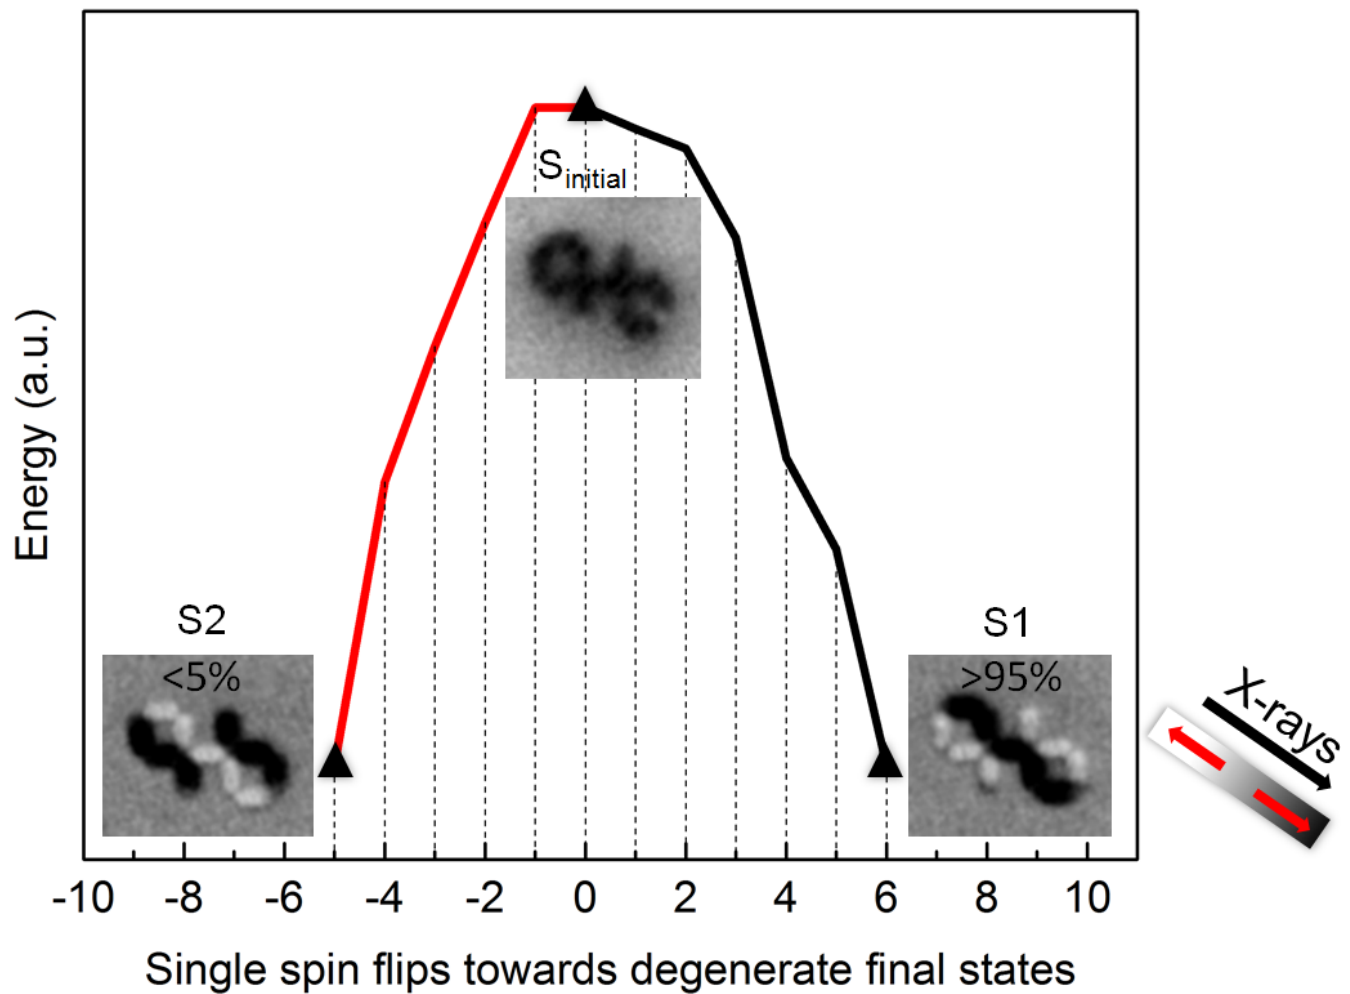 Energy (a.u.)
S_initial
S2
<5%
S1
>95%
X-rays
-10 -8 -6 -4 -2 0 2 4 6 8 10
Single spin flips towards degenerate final states